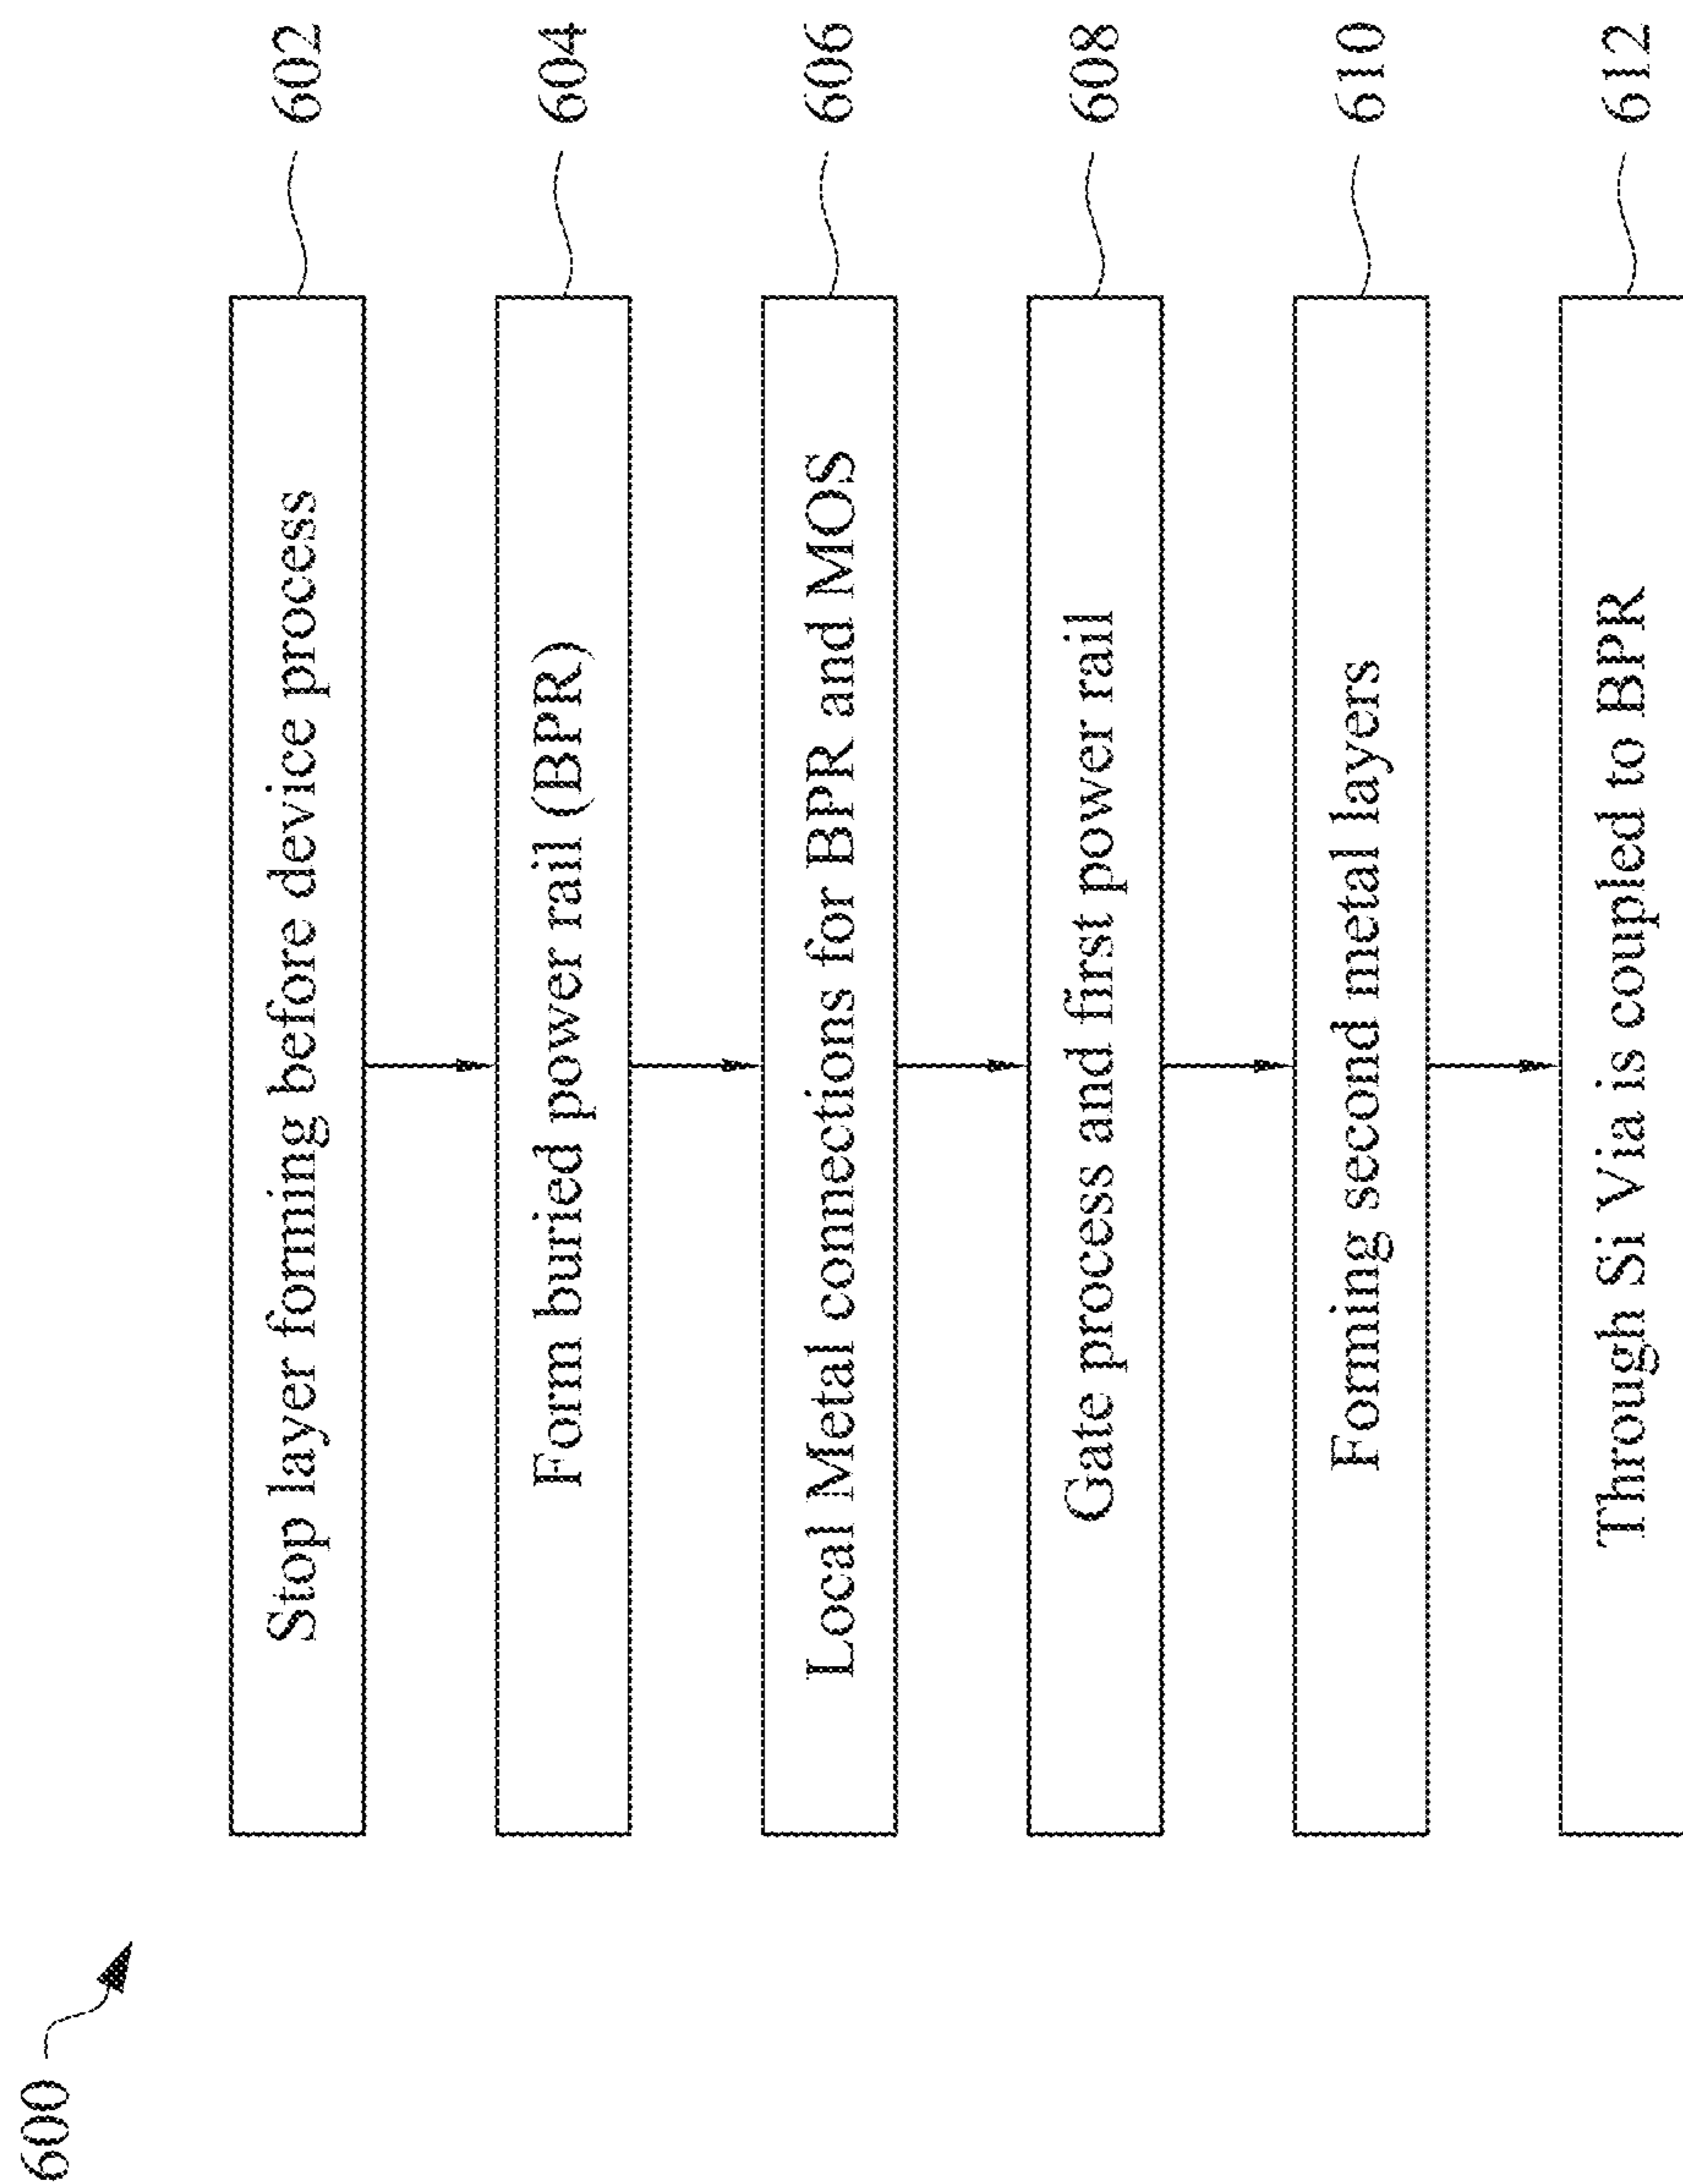 600
Stop layer forming before device process
602
Form buried power rail (BPR)
604
Local Metal connections for BPR and MOS
606
Gate process and first power rail
608
Forming second metal layers
610
Through Si Via is coupled to BPR
612